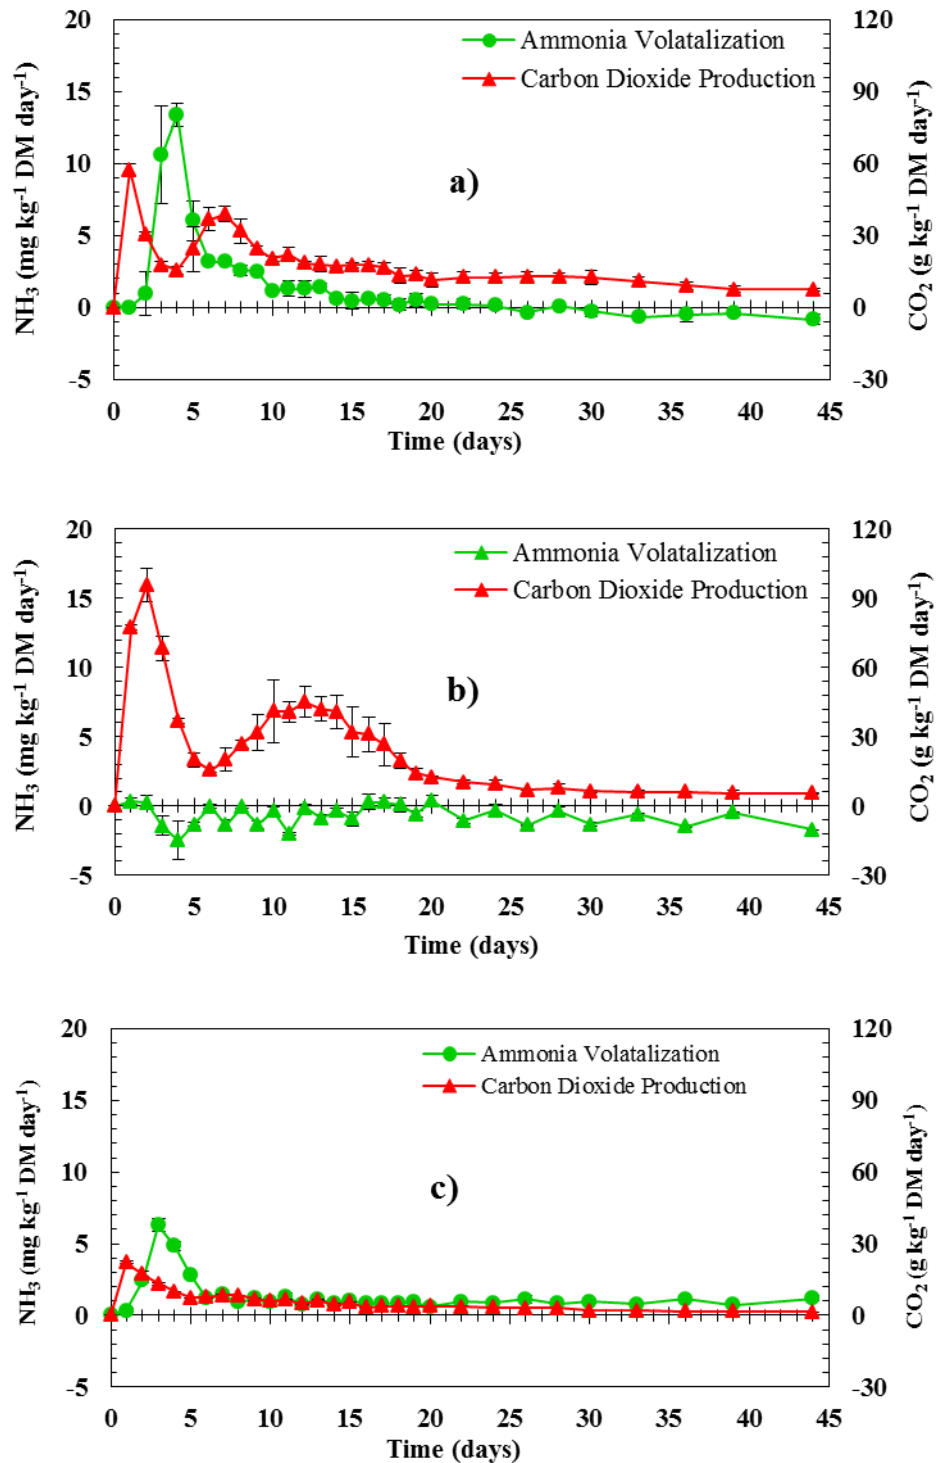 20
15
10
5
0
-5
NH₃ (mg kg⁻¹ DM day⁻¹)
120
90
60
30
0
-30
CO₂ (g kg⁻¹ DM day⁻¹)
Ammonia Volatalization
Carbon Dioxide Production
a)
0 5 10 15 20 25 30 35 40 45
Time (days)
20
15
10
5
0
-5
NH₃ (mg kg⁻¹ DM day⁻¹)
120
90
60
30
0
-30
CO₂ (g kg⁻¹ DM day⁻¹)
Ammonia Volatalization
Carbon Dioxide Production
b)
0 5 10 15 20 25 30 35 40 45
Time (days)
20
15
10
5
0
-5
NH₃ (mg kg⁻¹ DM day⁻¹)
120
90
60
30
0
-30
CO₂ (g kg⁻¹ DM day⁻¹)
Ammonia Volatalization
Carbon Dioxide Production
c)
0 5 10 15 20 25 30 35 40 45
Time (days)